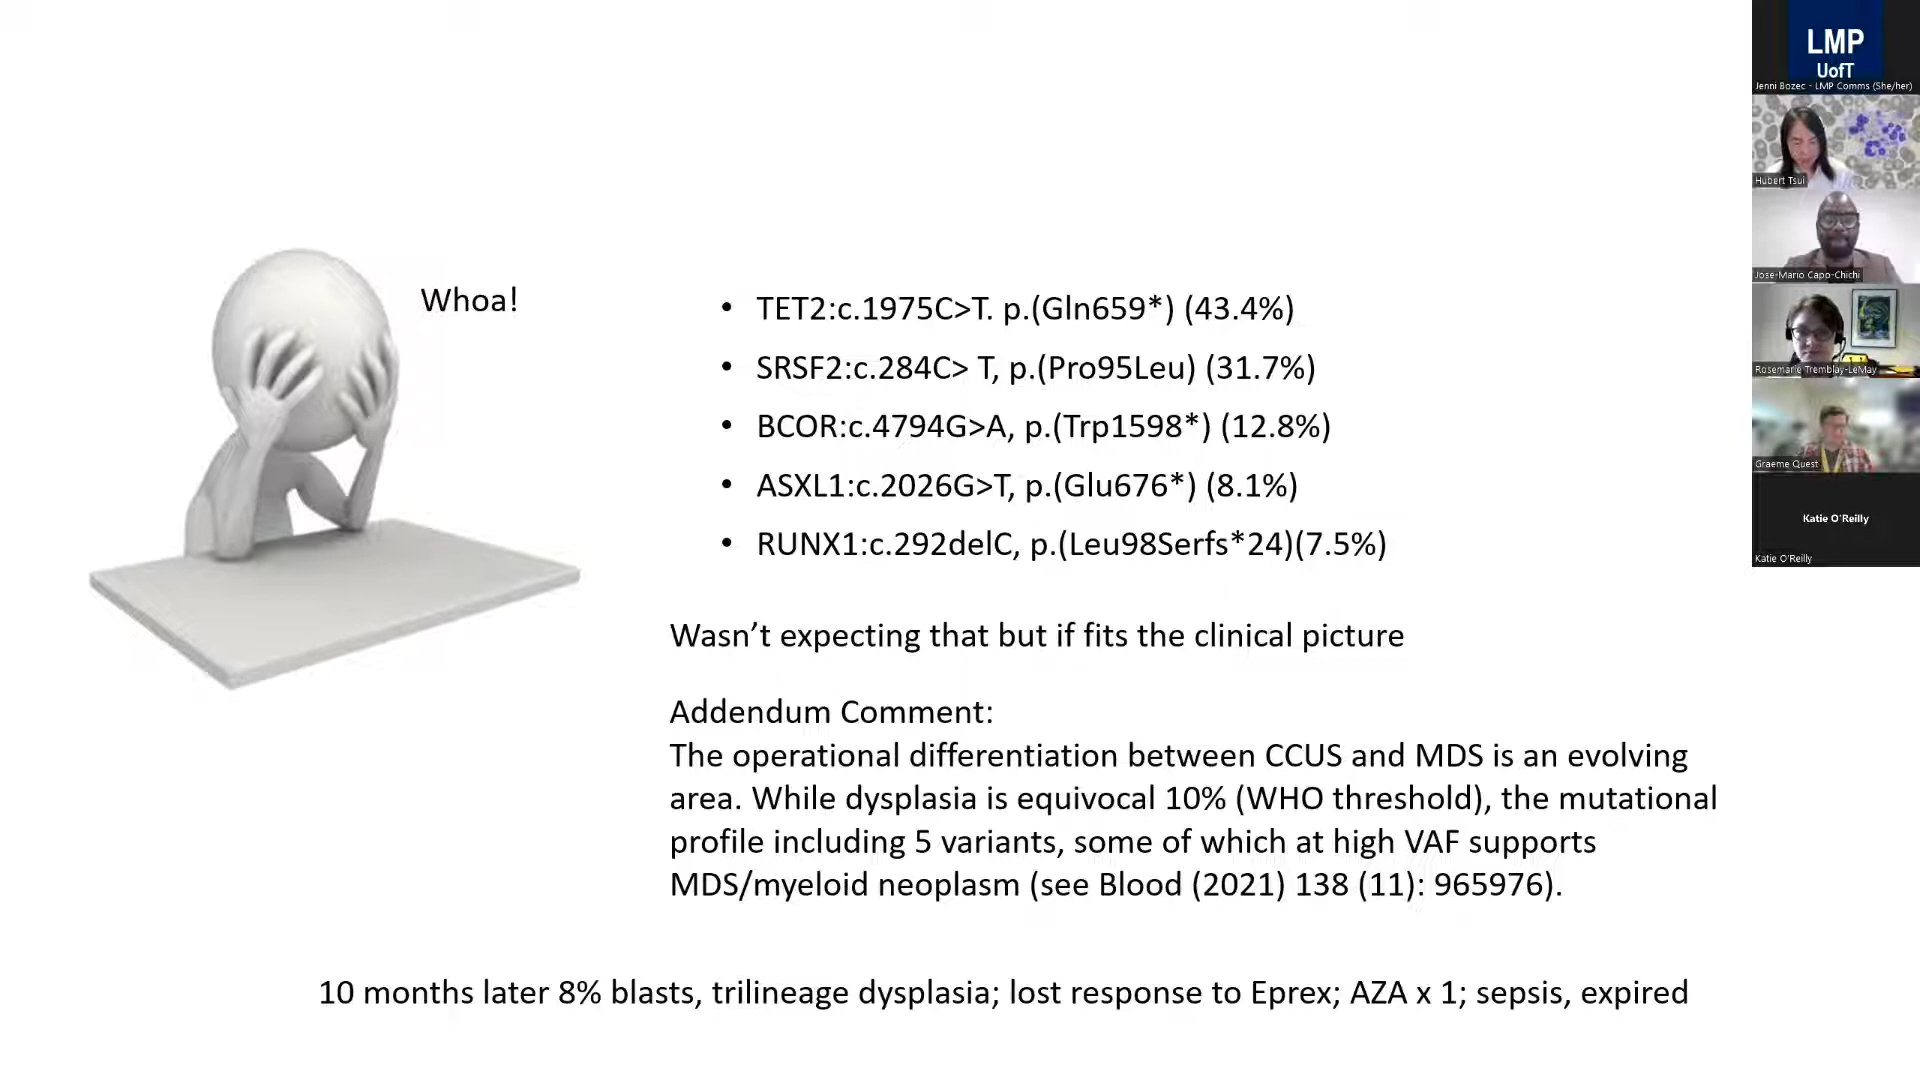 LMP
UofT
Jenni Bozec - LMP Comms (She/her)
Hubert Tsui
Jose-Mario Capo-Chichi
Rosemarie Tremblay-LeMay
Graeme Quest
Katie O'Reilly
Katie O'Reilly
Whoa!
• TET2:c.1975C>T. p.(Gln659*) (43.4%)
• SRSF2:c.284C> T, p.(Pro95Leu) (31.7%)
• BCOR:c.4794G>A, p.(Trp1598*) (12.8%)
• ASXL1:c.2026G>T, p.(Glu676*) (8.1%)
• RUNX1:c.292delC, p.(Leu98Serfs*24)(7.5%)
Wasn’t expecting that but if fits the clinical picture
Addendum Comment:
The operational differentiation between CCUS and MDS is an evolving
area. While dysplasia is equivocal 10% (WHO threshold), the mutational
profile including 5 variants, some of which at high VAF supports
MDS/myeloid neoplasm (see Blood (2021) 138 (11): 965976).
10 months later 8% blasts, trilineage dysplasia; lost response to Eprex; AZA x 1; sepsis, expired